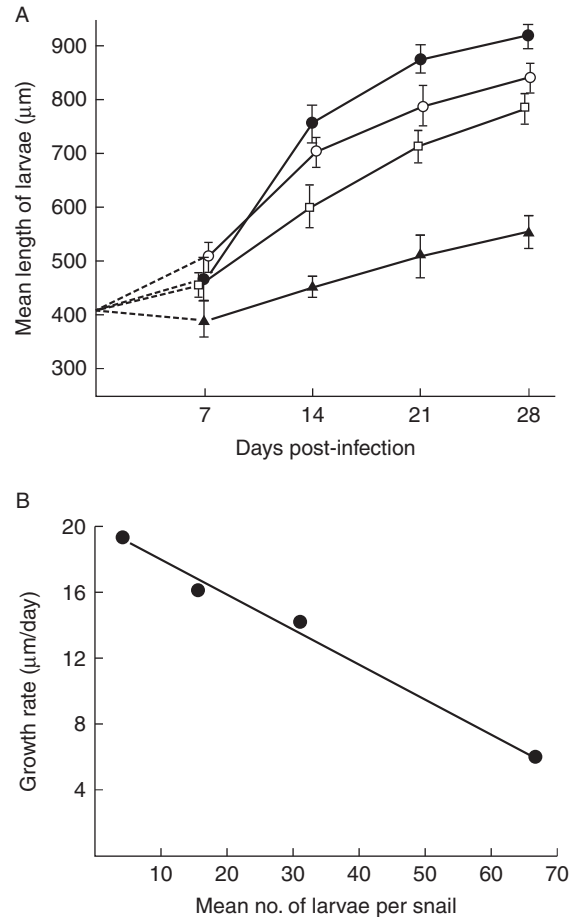 A
900
800
700
600
500
400
300
Mean length of larvae (μm)
7 14 21 28
Days post-infection
B
20
16
12
8
4
Growth rate (μm/day)
10 20 30 40 50 60 70
Mean no. of larvae per snail